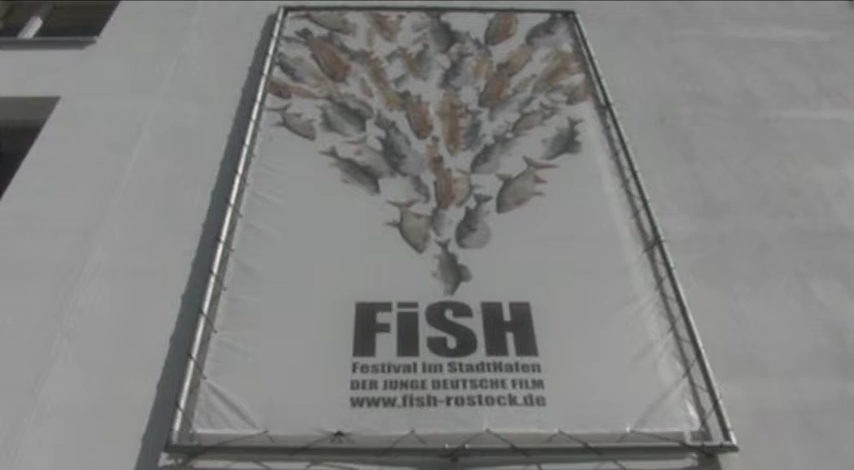 FiSH
Festival im StadtHafen
DER JUNGE DEUTSCHE FILM
www.fish-rostock.de